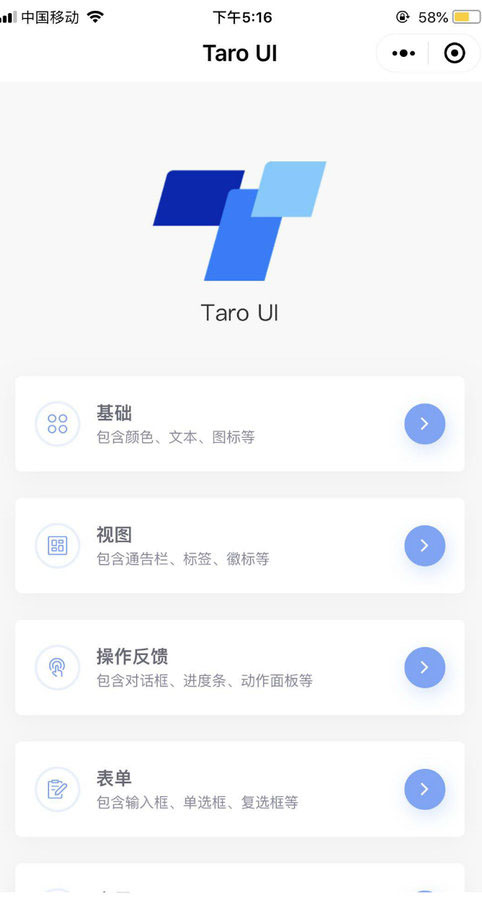 中国移动
下午5:16
58%
Taro UI
Taro UI
基础
包含颜色、文本、图标等
视图
包含通告栏、标签、徽标等
操作反馈
包含对话框、进度条、动作面板等
表单
包含输入框、单选框、复选框等